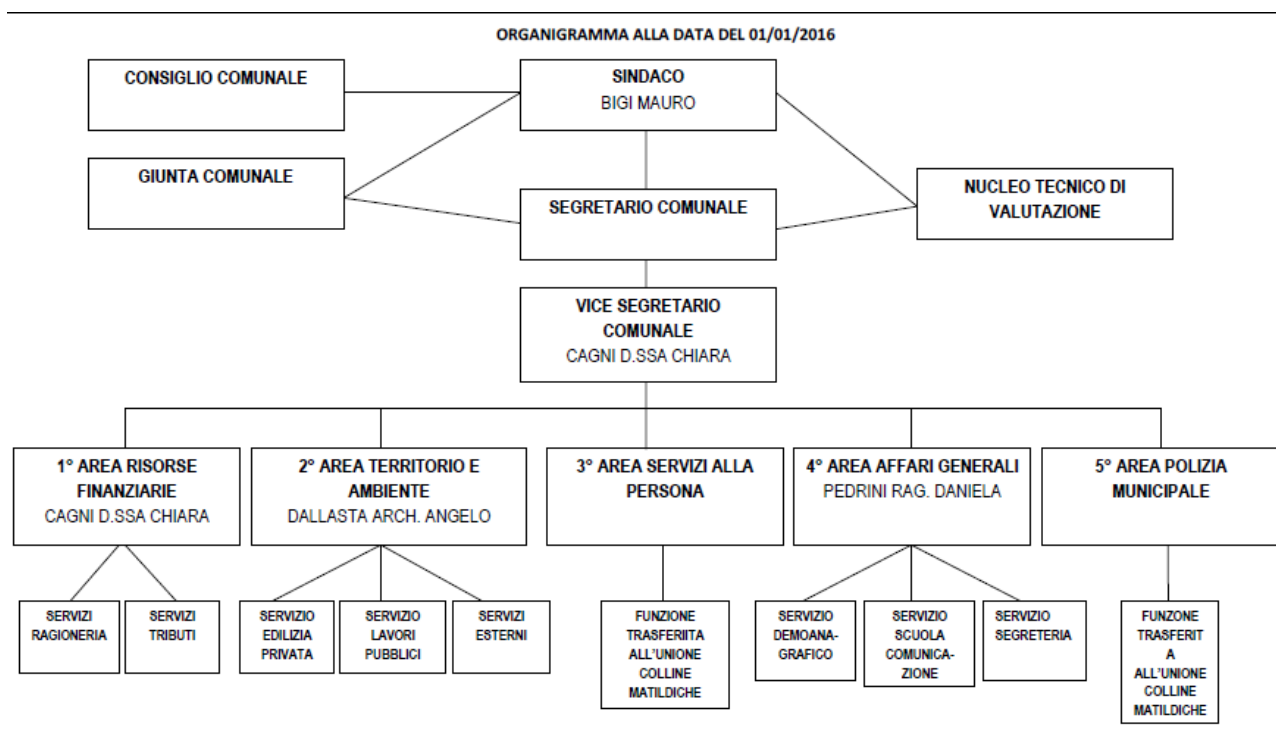 ORGANIGRAMMA ALLA DATA DEL 01/01/2016
CONSIGLIO COMUNALE
SINDACO
BIGI MAURO
GIUNTA COMUNALE
SEGRETARIO COMUNALE
NUCLEO TECNICO DI
VALUTAZIONE
VICE SEGRETARIO
COMUNALE
CAGNI D.SSA CHIARA
1° AREA RISORSE
FINANZIARIE
CAGNI D.SSA CHIARA
2° AREA TERRITORIO E
AMBIENTE
DALLASTA ARCH. ANGELO
3° AREA SERVIZI ALLA
PERSONA
4° AREA AFFARI GENERALI
PEDRINI RAG. DANIELA
5° AREA POLIZIA
MUNICIPALE
SERVIZI
RAGIONERIA
SERVIZI
TRIBUTI
SERVIZIO
EDILIZIA
PRIVATA
SERVIZIO
LAVORI
PUBBLICI
SERVIZI
ESTERNI
FUNZIONE
TRASFERIITA
ALL'UNIONE
COLLINE
MATILDICHE
SERVIZIO
DEMOANA-
GRAFICO
SERVIZIO
SCUOLA
COMUNICA-
ZIONE
SERVIZIO
SEGRETERIA
FUNZONE
TRASFERIT
A
ALL'UNIONE
COLLINE
MATILDICHE